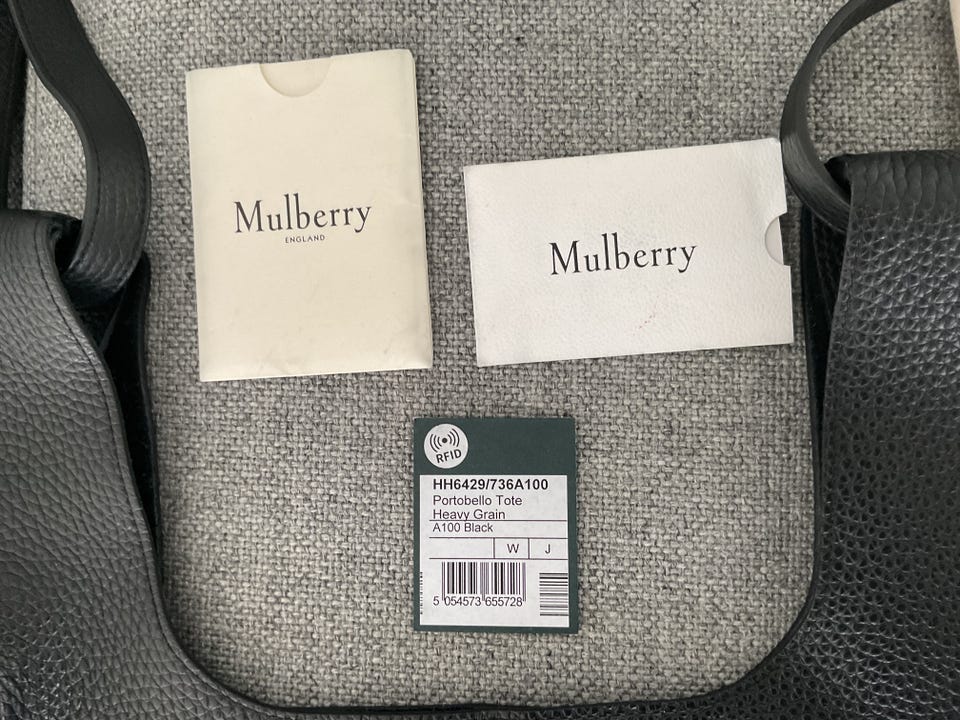 Mulberry
ENGLAND
Mulberry
RFID
HH6429/736A100
Portobello Tote
Heavy Grain
A100 Black
W J
5 054573 655728